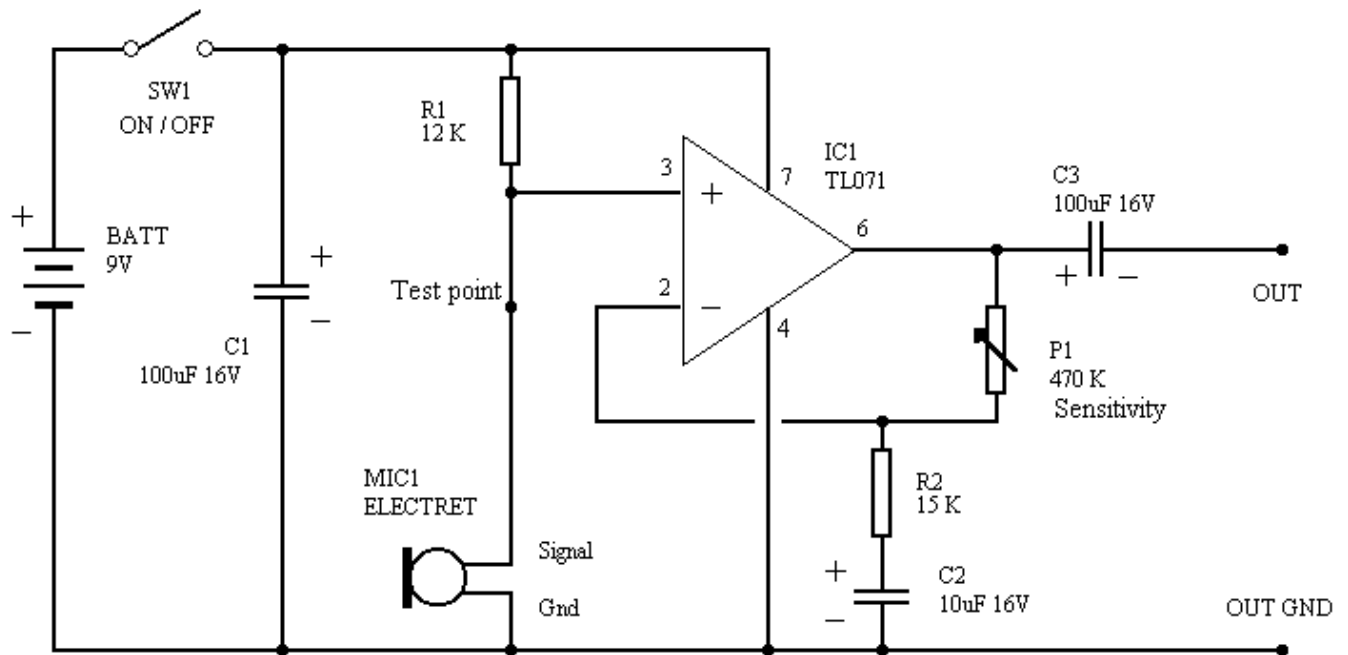 SW1
ON / OFF
R1
12 K
IC1
TL071
3
+
7
6
C3
100uF 16V
+
BATT
9V
+
Test point
2
−
4
+
−
OUT
−
−
C1
100uF 16V
P1
470 K
Sensitivity
MIC1
ELECTRET
R2
15 K
Signal
Gnd
+
−
C2
10uF 16V
OUT GND